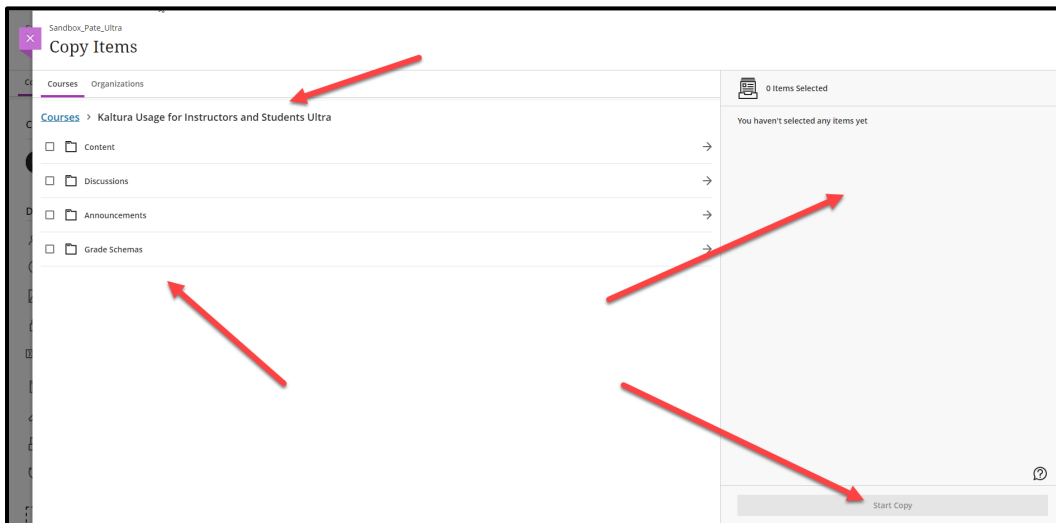 Sandbox_Pate_Ultra
Copy Items
Courses Organizations
Courses > Kaltura Usage for Instructors and Students Ultra
Content
Discussions
Announcements
Grade Schemas
0 Items Selected
You haven't selected any items yet
Start Copy